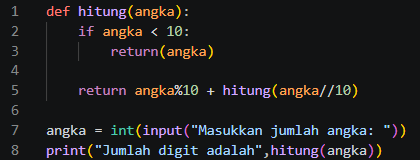 1 def hitung(angka):
2 if angka < 10:
3 return(angka)
4
5 return angka%10 + hitung(angka//10)
6
7 angka = int(input("Masukkan jumlah angka: "))
8 print("Jumlah digit adalah",hitung(angka))